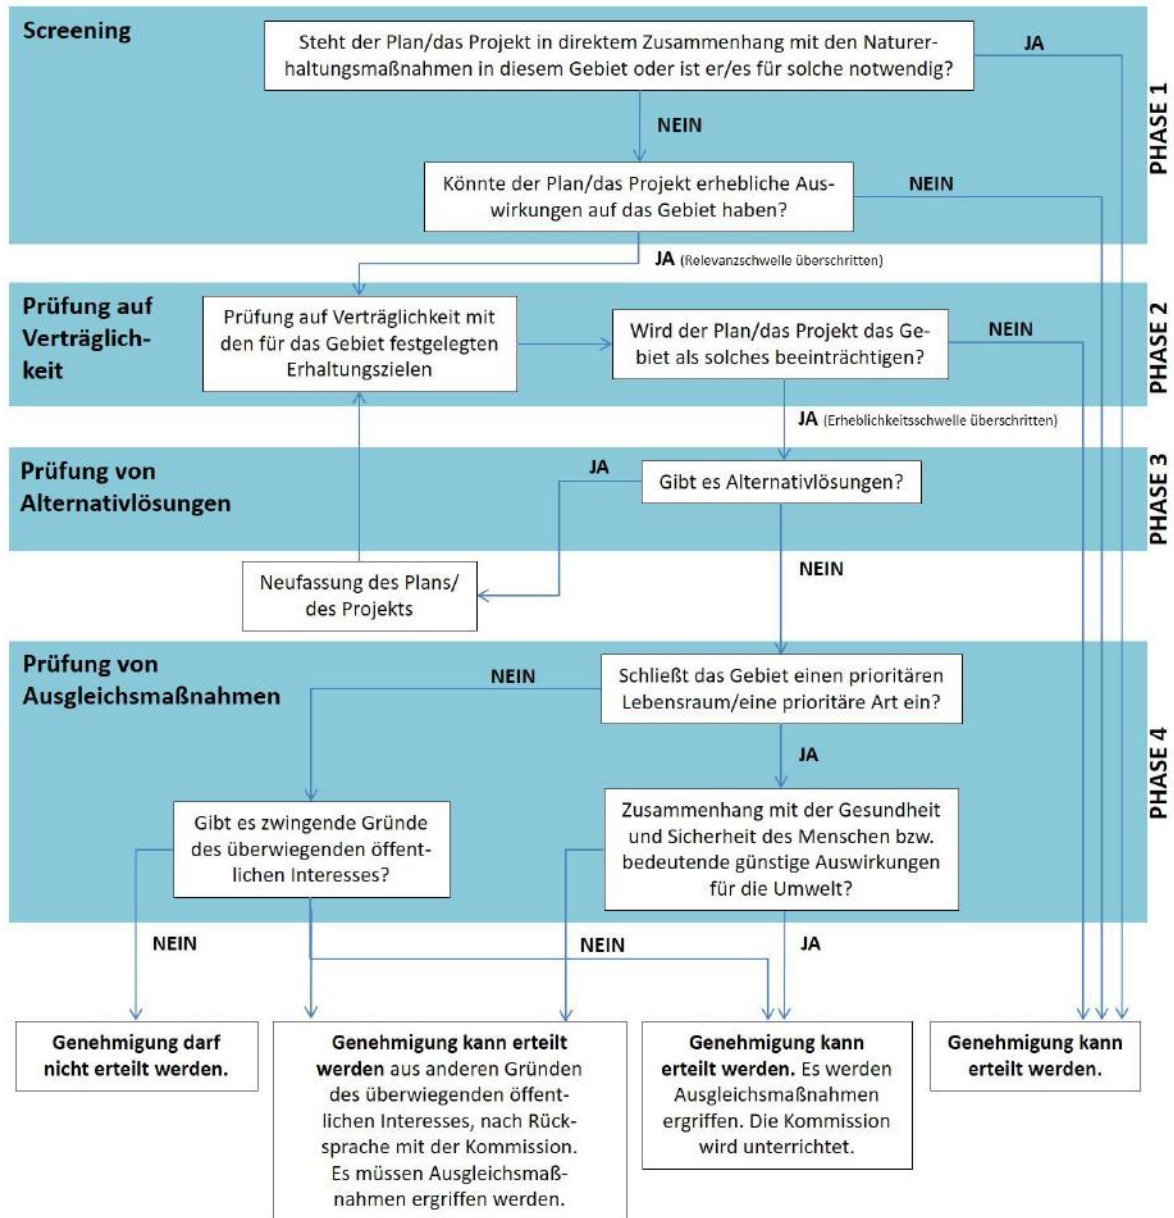 Screening
Steht der Plan/das Projekt in direktem Zusammenhang mit den Naturer-
haltungsmaßnahmen in diesem Gebiet oder ist er/es für solche notwendig?
JA
PHASE 1
NEIN
Könnte der Plan/das Projekt erhebliche Aus-
wirkungen auf das Gebiet haben?
NEIN
JA (Relevanzschwelle überschritten)
Prüfung auf
Verträglich-
keit
Prüfung auf Verträglichkeit mit
den für das Gebiet festgelegten
Erhaltungszielen
Wird der Plan/das Projekt das Ge-
biet als solches beeinträchtigen?
NEIN
PHASE 2
JA (Erheblichkeitsschwelle überschritten)
Prüfung von
Alternativlösungen
JA
Gibt es Alternativlösungen?
PHASE 3
NEIN
Neufassung des Plans/
des Projekts
Prüfung von
Ausgleichsmaßnahmen
NEIN
Schließt das Gebiet einen prioritären
Lebensraum/eine prioritäre Art ein?
JA
PHASE 4
Gibt es zwingende Gründe
des überwiegenden öffent-
lichen Interesses?
Zusammenhang mit der Gesundheit
und Sicherheit des Menschen bzw.
bedeutende günstige Auswirkungen
für die Umwelt?
NEIN
NEIN
JA
Genehmigung darf
nicht erteilt werden.
Genehmigung kann erteilt
werden aus anderen Gründen
des überwiegenden öffent-
lichen Interesses, nach Rück-
sprache mit der Kommission.
Es müssen Ausgleichsmaß-
nahmen ergriffen werden.
Genehmigung kann
erteilt werden. Es werden
Ausgleichsmaßnahmen
ergriffen. Die Kommission
wird unterrichtet.
Genehmigung kann
erteilt werden.